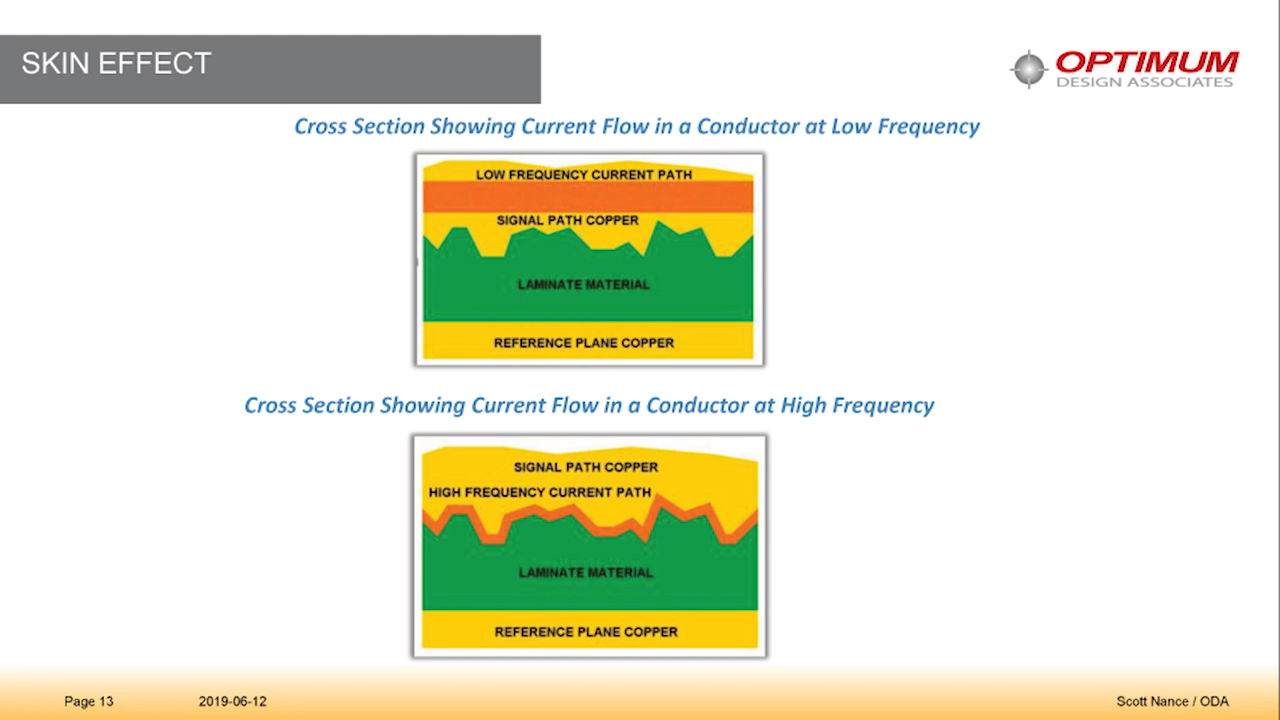 SKIN EFFECT
OPTIMUM
DESIGN ASSOCIATES
Cross Section Showing Current Flow in a Conductor at Low Frequency
LOW FREQUENCY CURRENT PATH
SIGNAL PATH COPPER
LAMINATE MATERIAL
REFERENCE PLANE COPPER
Cross Section Showing Current Flow in a Conductor at High Frequency
SIGNAL PATH COPPER
HIGH FREQUENCY CURRENT PATH
LAMINATE MATERIAL
REFERENCE PLANE COPPER
Page 13
2019-06-12
Scott Nance / ODA